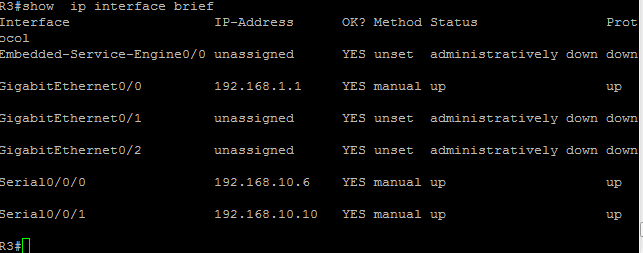 R3#show  ip interface brief
Interface                  IP-Address      OK? Method Status                Prot
ocol
Embedded-Service-Engine0/0 unassigned      YES unset  administratively down down
GigabitEthernet0/0         192.168.1.1     YES manual up                    up
GigabitEthernet0/1         unassigned      YES unset  administratively down down
GigabitEthernet0/2         unassigned      YES unset  administratively down down
Serial0/0/0                192.168.10.6    YES manual up                    up
Serial0/0/1                192.168.10.10   YES manual up                    up
R3#